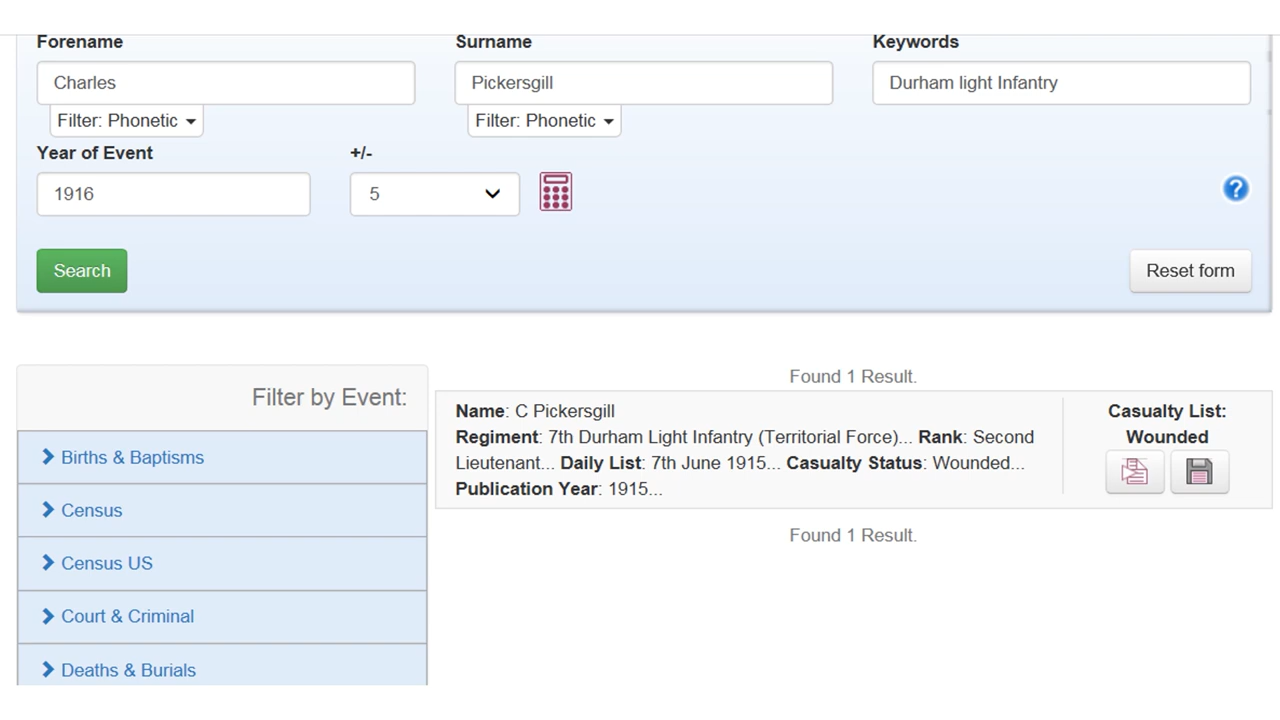 Forename Surname Keywords
Charles Pickersgill Durham light Infantry
Filter: Phonetic Filter: Phonetic
Year of Event +/-
1916 5
?
Search Reset form
Filter by Event:
Births & Baptisms
Census
Census US
Court & Criminal
Deaths & Burials
Found 1 Result.
Name: C Pickersgill
Regiment: 7th Durham Light Infantry (Territorial Force)... Rank: Second
Lieutenant... Daily List: 7th June 1915... Casualty Status: Wounded...
Publication Year: 1915...
Casualty List:
Wounded
Found 1 Result.